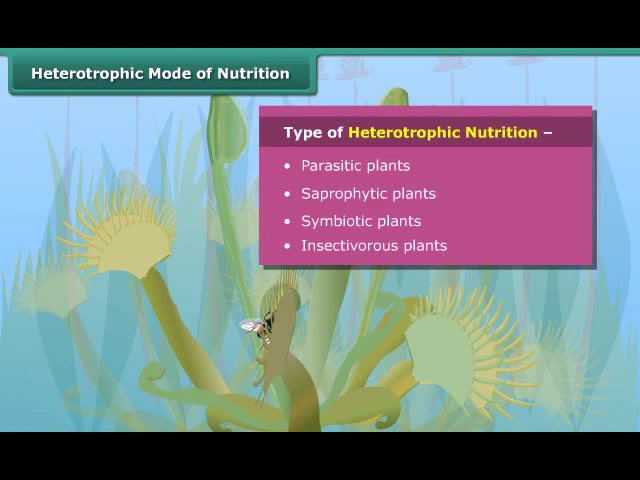 Heterotrophic Mode of Nutrition
Type of Heterotrophic Nutrition –
• Parasitic plants
• Saprophytic plants
• Symbiotic plants
• Insectivorous plants